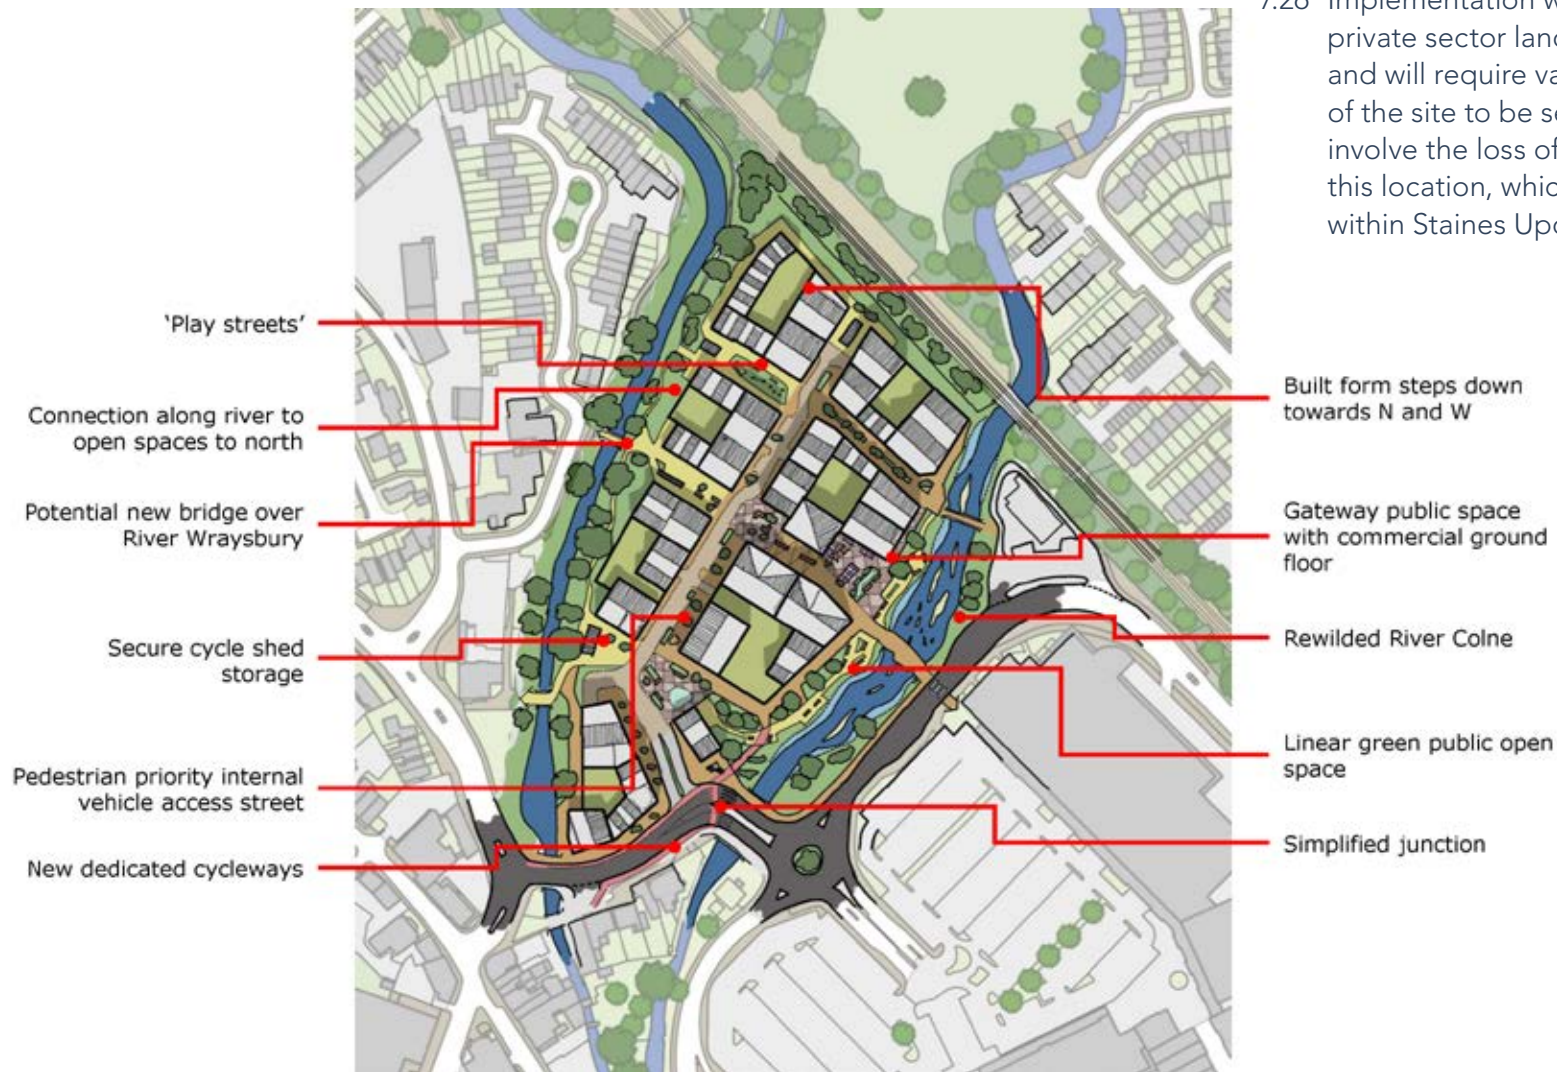 7.26 Implementation w
private sector land
and will require va
of the site to be se
involve the loss of
this location, whic
within Staines Upo
'Play streets'
Connection along river to
open spaces to north
Potential new bridge over
River Wraysbury
Secure cycle shed
storage
Pedestrian priority internal
vehicle access street
New dedicated cycleways
Built form steps down
towards N and W
Gateway public space
with commercial ground
floor
Rewilded River Colne
Linear green public open
space
Simplified junction